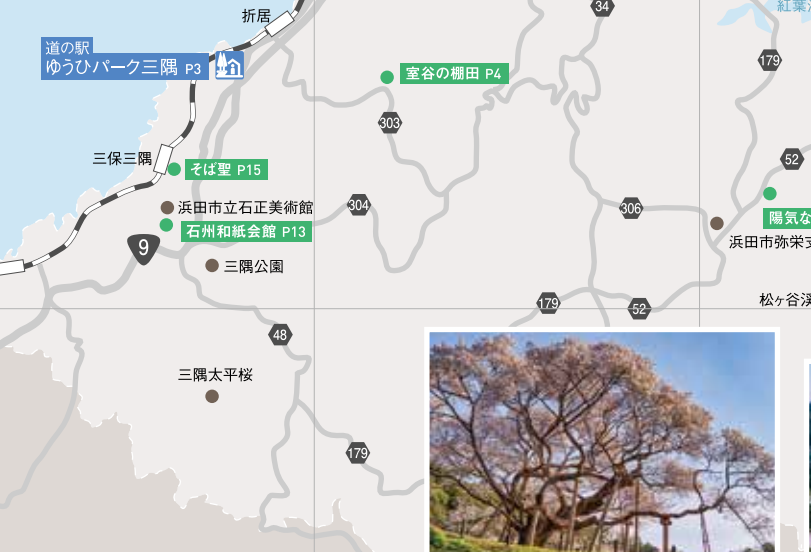 紅葉
34
折居
道の駅
ゆうひパーク三隅 P3
179
室谷の棚田 P4
303
三保三隅
52
そば聖 P15
浜田市立石正美術館
304
306
石州和紙会館 P13
陽気な
9
浜田市弥栄支
三隅公園
179
52
松ヶ谷渓
48
三隅大平桜
179